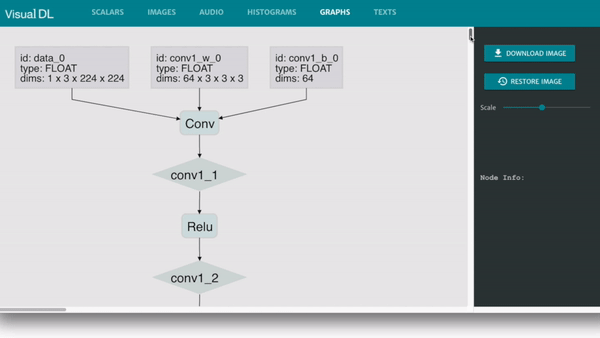 Visual DL
SCALARS
IMAGES
AUDIO
HISTOGRAMS
GRAPHS
TEXTS
id: data_0
type: FLOAT
dims: 1 x 3 x 224 x 224
id: conv1_w_0
type: FLOAT
dims: 64 x 3 x 3 x 3
id: conv1_b_0
type: FLOAT
dims: 64
Conv
conv1_1
Relu
conv1_2
DOWNLOAD IMAGE
RESTORE IMAGE
Scale
Node Info: